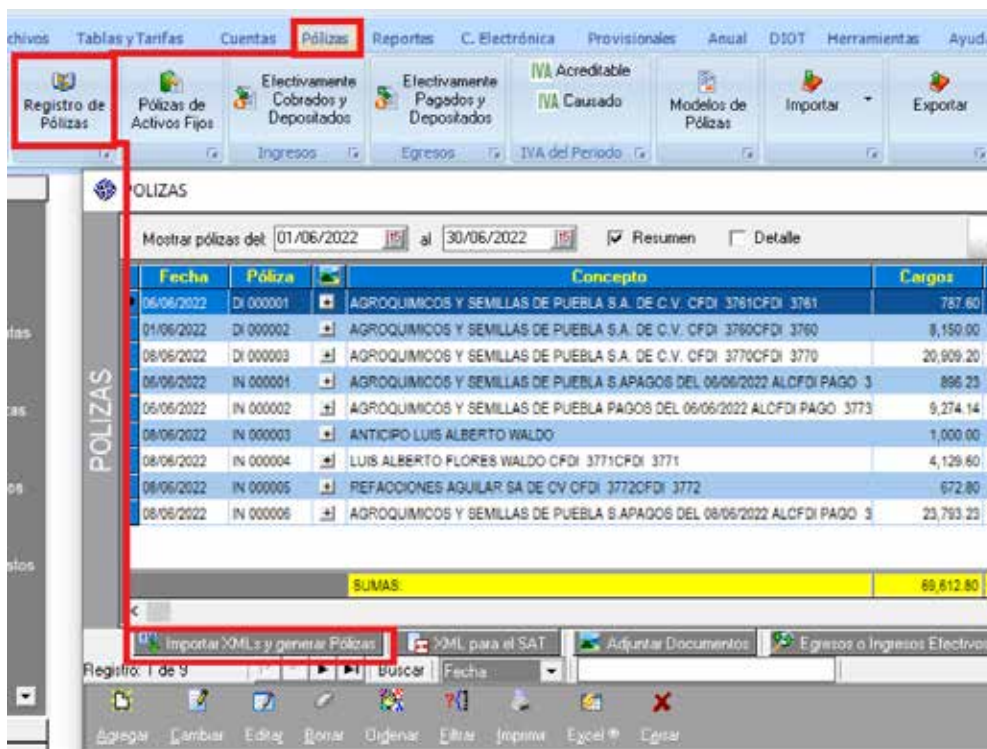 chivos Tablas y Tarifas Cuentas Pólizas Reportes C. Electrónica Provisionales Anual DIOT Herramientas Ayud
Registro de Pólizas
Pólizas de Activos Fijos
Efectivamente Cobrados y Depositados
Efectivamente Pagados y Depositados
IVA Acreditable
IVA Causado
Modelos de Pólizas
Importar
Exportar
Ingresos Egresos IVA del Periodo
POLIZAS
Mostrar pólizas del: 01/06/2022 15 al 30/06/2022 15 Resumen Detalle
Fecha Póliza Concepto Cargos
06/06/2022 DI 000001 AGROQUIMICOS Y SEMILLAS DE PUEBLA S.A. DE C.V. CFDI 3761CFDI 3761 787.60
01/06/2022 DI 000002 AGROQUIMICOS Y SEMILLAS DE PUEBLA S.A. DE C.V. CFDI 3760CFDI 3760 8,150.00
08/06/2022 DI 000003 AGROQUIMICOS Y SEMILLAS DE PUEBLA S.A. DE C.V. CFDI 3770CFDI 3770 20,909.20
06/06/2022 IN 000001 AGROQUIMICOS Y SEMILLAS DE PUEBLA S.APAGOS DEL 06/06/2022 ALCFDI PAGO 3 896.23
06/06/2022 IN 000002 AGROQUIMICOS Y SEMILLAS DE PUEBLA PAGOS DEL 06/06/2022 ALCFDI PAGO 3773 9,274.14
08/06/2022 IN 000003 ANTICIPO LUIS ALBERTO WALDO 1,000.00
08/06/2022 IN 000004 LUIS ALBERTO FLORES WALDO CFDI 3771CFDI 3771 4,129.60
08/06/2022 IN 000005 REFACCIONES AGUILAR SA DE CV CFDI 3772CFDI 3772 672.80
08/06/2022 IN 000006 AGROQUIMICOS Y SEMILLAS DE PUEBLA S.APAGOS DEL 08/06/2022 ALCFDI PAGO 3 23,793.23
SUMAS: 69,612.80
POLIZAS
Importar XMLs y generar Pólizas XML para el SAT Adjuntar Documentos Egresos o Ingresos Efectivos
Registro: 1 de 9 Buscar Fecha
Agregar Cambiar Editar Borrar Ordenar Filtrar Imprimir Excel ® Cerrar